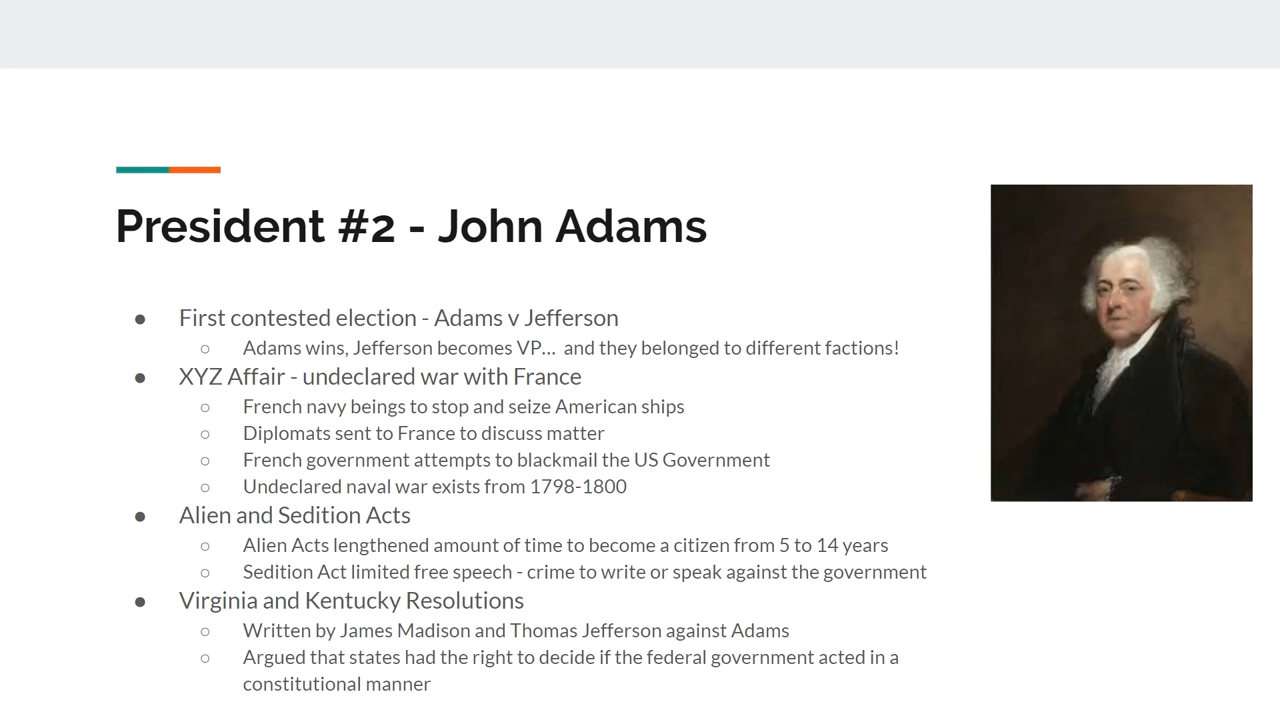 President #2 - John Adams
● First contested election - Adams v Jefferson
○ Adams wins, Jefferson becomes VP... and they belonged to different factions!
● XYZ Affair - undeclared war with France
○ French navy beings to stop and seize American ships
○ Diplomats sent to France to discuss matter
○ French government attempts to blackmail the US Government
○ Undeclared naval war exists from 1798-1800
● Alien and Sedition Acts
○ Alien Acts lengthened amount of time to become a citizen from 5 to 14 years
○ Sedition Act limited free speech - crime to write or speak against the government
● Virginia and Kentucky Resolutions
○ Written by James Madison and Thomas Jefferson against Adams
○ Argued that states had the right to decide if the federal government acted in a
constitutional manner